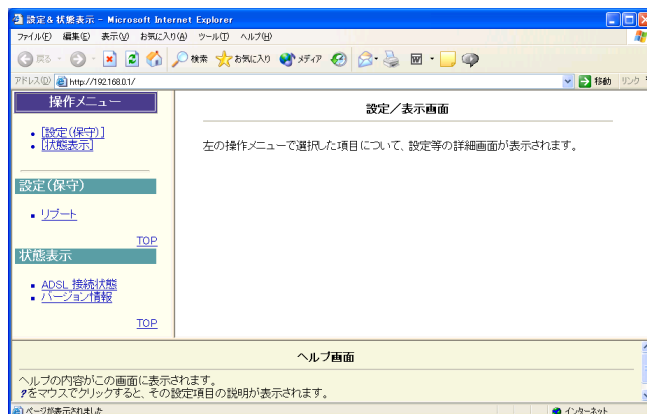 設定& 状態表示 - Microsoft Internet Explorer
ファイル(F) 編集(E) 表示(V) お気に入り(A) ツール(T) ヘルプ(H)
戻る 検索 お気に入り メディア
アドレス(D) http://192.168.0.1/ 移動 リンク
操作メニュー
[設定(保守)]
[状態表示]
設定(保守)
リブート
TOP
状態表示
ADSL 接続状態
バージョン情報
TOP
設定／表示画面
左の操作メニューで選択した項目について、設定等の詳細画面が表示されます。
ヘルプ画面
ヘルプの内容がこの画面に表示されます。
?をマウスでクリックすると、その設定項目の説明が表示されます。
ページが表示されました インターネット